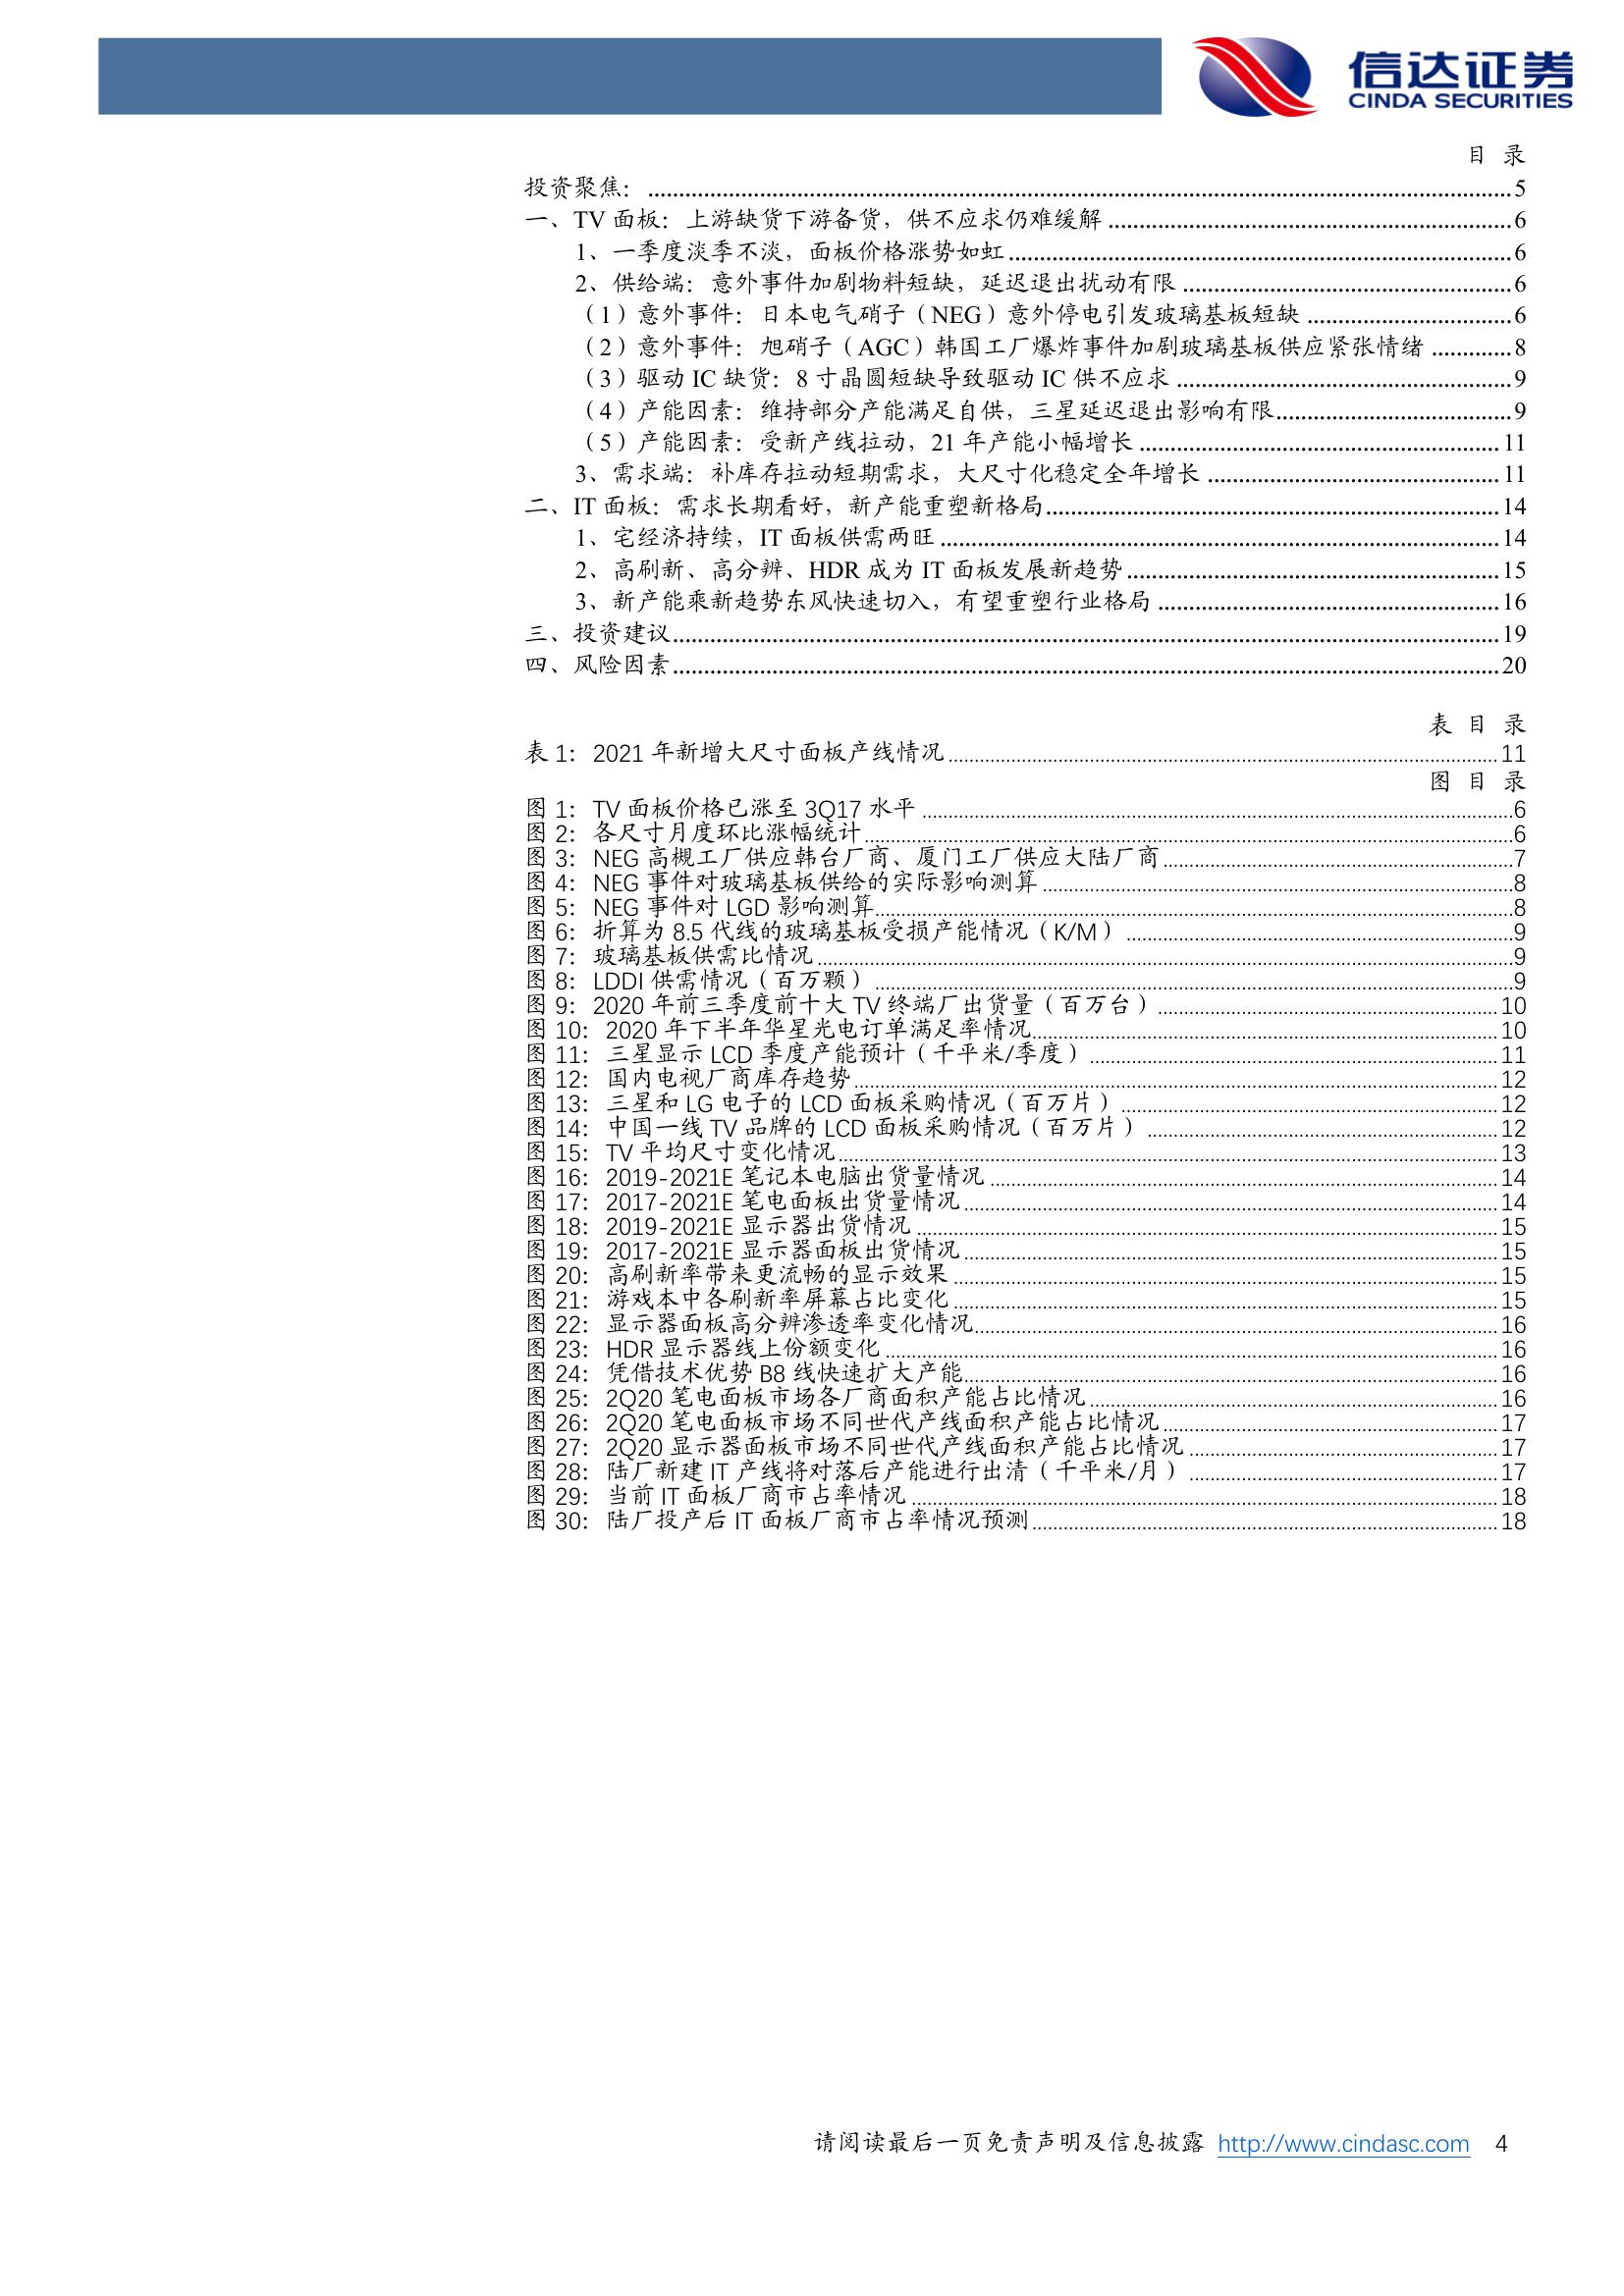 信达证券
CINDA SECURITIES
目 录
投资聚焦：....................5
一、TV 面板：上游缺货下游备货，供不应求仍难缓解....................6
1、一季度淡季不淡，面板价格涨势如虹....................6
2、供给端：意外事件加剧物料短缺，延迟退出扰动有限....................6
（1）意外事件：日本电气硝子（NEG）意外停电引发玻璃基板短缺....................6
（2）意外事件：旭硝子（AGC）韩国工厂爆炸事件加剧玻璃基板供应紧张情绪....................8
（3）驱动 IC 缺货：8 寸晶圆短缺导致驱动 IC 供不应求....................9
（4）产能因素：维持部分产能满足自供，三星延迟退出影响有限....................9
（5）产能因素：受新产线拉动，21 年产能小幅增长....................11
3、需求端：补库存拉动短期需求，大尺寸化稳定全年增长....................11
二、IT 面板：需求长期看好，新产能重塑新格局....................14
1、宅经济持续，IT 面板供需两旺....................14
2、高刷新、高分辨、HDR 成为 IT 面板发展新趋势....................15
3、新产能乘新趋势东风快速切入，有望重塑行业格局....................16
三、投资建议....................19
四、风险因素....................20
表 目 录
表 1：2021 年新增大尺寸面板产线情况....................11
图 目 录
图 1：TV 面板价格已涨至 3Q17 水平....................6
图 2：各尺寸月度环比涨幅统计....................6
图 3：NEG 高槻工厂供应韩台厂商、厦门工厂供应大陆厂商....................7
图 4：NEG 事件对玻璃基板供给的实际影响测算....................8
图 5：NEG 事件对 LGD 影响测算....................8
图 6：折算为 8.5 代线的玻璃基板受损产能情况（K/M）....................9
图 7：玻璃基板供需比情况....................9
图 8：LDDI 供需情况（百万颗）....................9
图 9：2020 年前三季度前十大 TV 终端厂出货量（百万台）....................10
图 10：2020 年下半年华星光电订单满足率情况....................10
图 11：三星显示 LCD 季度产能预计（千平米/季度）....................11
图 12：国内电视厂商库存趋势....................12
图 13：三星和 LG 电子的 LCD 面板采购情况（百万片）....................12
图 14：中国一线 TV 品牌的 LCD 面板采购情况（百万片）....................12
图 15：TV 平均尺寸变化情况....................13
图 16：2019-2021E 笔记本电脑出货量情况....................14
图 17：2017-2021E 笔电面板出货量情况....................14
图 18：2019-2021E 显示器出货情况....................15
图 19：2017-2021E 显示器面板出货情况....................15
图 20：高刷新率带来更流畅的显示效果....................15
图 21：游戏本中各刷新率屏幕占比变化....................15
图 22：显示器面板高分辨渗透率变化情况....................16
图 23：HDR 显示器线上份额变化....................16
图 24：凭借技术优势 B8 线快速扩大产能....................16
图 25：2Q20 笔电面板市场各厂商面积产能占比情况....................16
图 26：2Q20 笔电面板市场不同世代产线面积产能占比情况....................17
图 27：2Q20 显示器面板市场不同世代产线面积产能占比情况....................17
图 28：陆厂新建 IT 产线将对落后产能进行出清（千平米/月）....................17
图 29：当前 IT 面板厂商市占率情况....................18
图 30：陆厂投产后 IT 面板厂商市占率情况预测....................18
请阅读最后一页免责声明及信息披露 http://www.cindasc.com 4